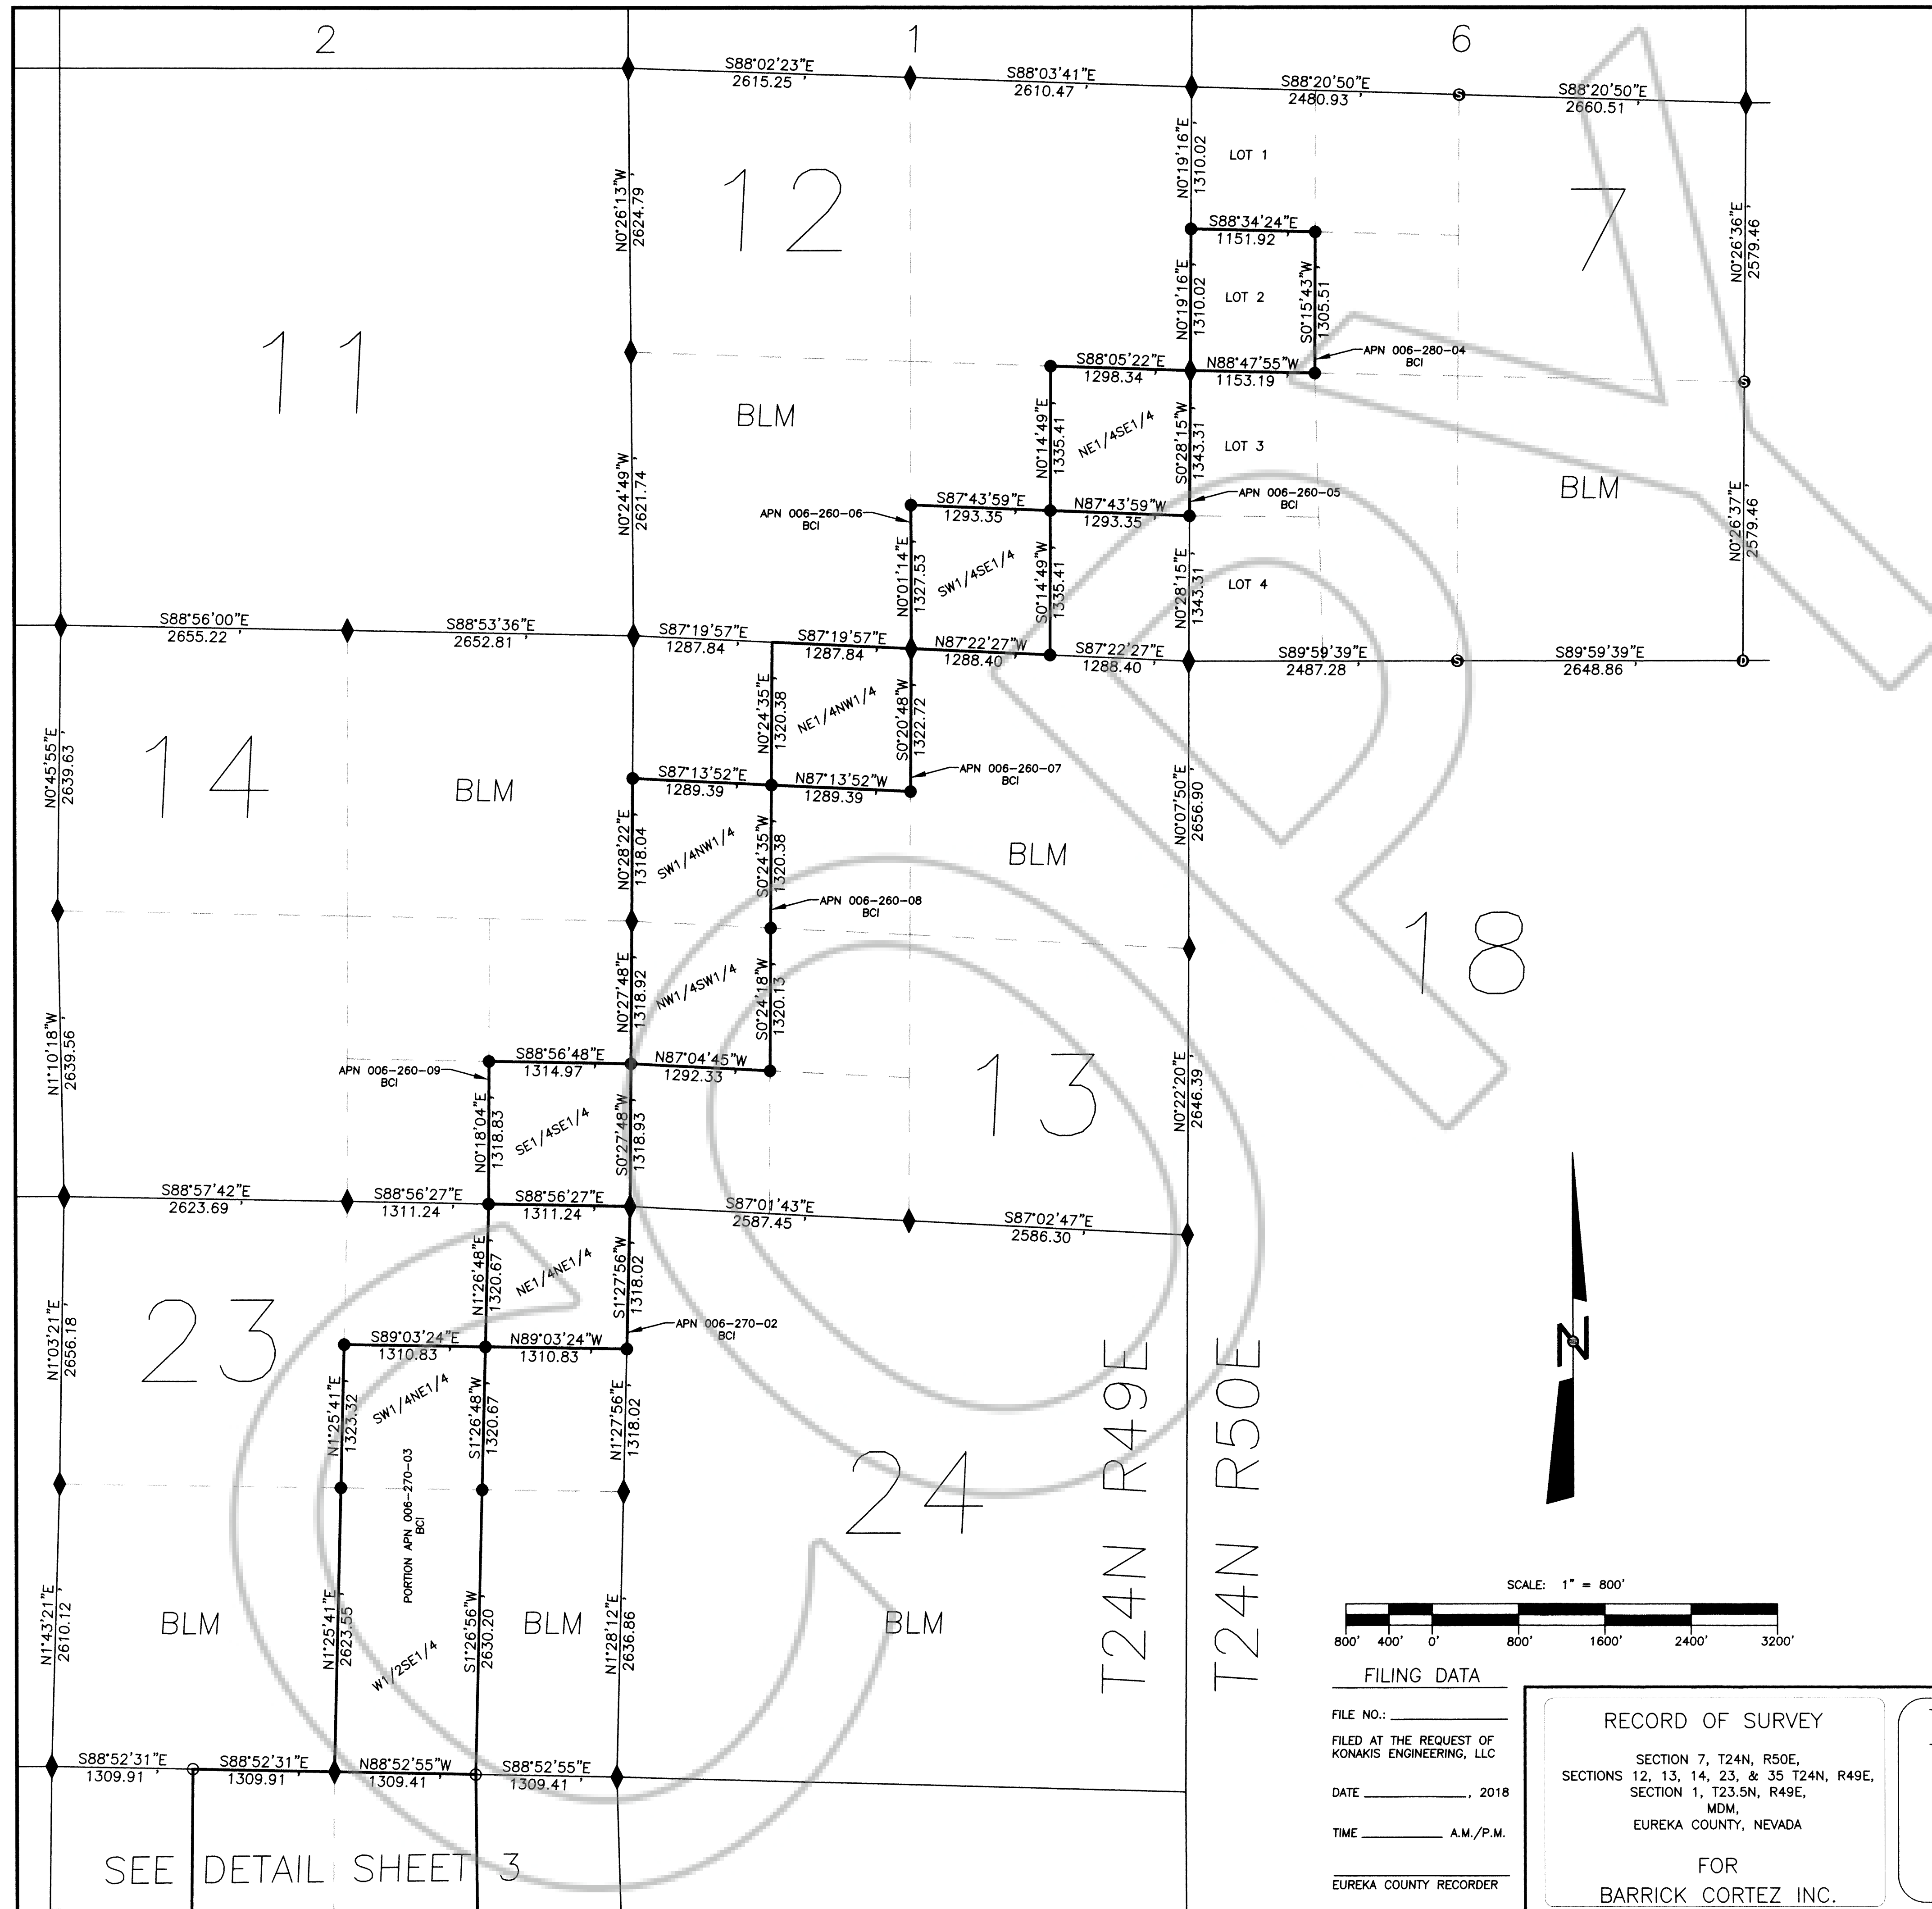 2
1
6
S88°02'23"E
2615.25 '
S88°03'41"E
2610.47 '
S88°20'50"E
2480.93 '
S
S88°20'50"E
2660.51 '
N0°26'13"W
2624.79 '
12
N0°19'16"E
1310.02 '
LOT 1
7
N0°26'36"E
2579.46 '
S88°34'24"E
1151.92 '
11
N0°19'16"E
1310.02 '
LOT 2
S0°15'43"W
1305.51 '
APN 006-280-04
BCI
S88°05'22"E
1298.34 '
N88°47'55"W
1153.19 '
S
BLM
N0°24'49"W
2621.74 '
N0°14'49"E
1335.41 '
NE1/4SE1/4
S0°28'15"W
1343.31 '
LOT 3
BLM
APN 006-260-05
BCI
APN 006-260-06
BCI
S87°43'59"E
1293.35 '
N87°43'59"W
1293.35 '
N0°26'37"E
2579.46 '
N0°01'14"E
1327.53 '
SW1/4SE1/4
S0°14'49"W
1335.41 '
N0°28'15"E
1343.31 '
LOT 4
S88°56'00"E
2655.22 '
S88°53'36"E
2652.81 '
S87°19'57"E
1287.84 '
S87°19'57"E
1287.84 '
N87°22'27"W
1288.40 '
S87°22'27"E
1288.40 '
S89°59'39"E
2487.28 '
S
S89°59'39"E
2648.86 '
D
N0°45'55"E
2639.63 '
14
BLM
N0°24'35"E
1320.38 '
NE1/4NW1/4
S0°20'48"W
1322.72 '
APN 006-260-07
BCI
S87°13'52"E
1289.39 '
N87°13'52"W
1289.39 '
N0°07'50"E
2656.90 '
N0°28'22"E
1318.04 '
SW1/4NW1/4
S0°24'35"W
1320.38 '
BLM
APN 006-260-08
BCI
18
N0°27'48"E
1318.92 '
NW1/4SW1/4
S0°24'18"W
1320.13 '
N1°10'18"W
2639.56 '
APN 006-260-09
BCI
S88°56'48"E
1314.97 '
N87°04'45"W
1292.33 '
13
N0°22'20"E
2646.39 '
N0°18'04"E
1318.83 '
SE1/4SE1/4
S0°27'48"W
1318.93 '
S88°57'42"E
2623.69 '
S88°56'27"E
1311.24 '
S88°56'27"E
1311.24 '
S87°01'43"E
2587.45 '
S87°02'47"E
2586.30 '
N1°03'21"E
2656.18 '
23
N1°26'48"E
1320.67 '
NE1/4NE1/4
S1°27'56"W
1318.02 '
APN 006-270-02
BCI
S89°03'24"E
1310.83 '
N89°03'24"W
1310.83 '
N
N1°25'41"E
1323.32 '
SW1/4NE1/4
S1°26'48"W
1320.67 '
N1°27'56"E
1318.02 '
24
T24N R49E
T24N R50E
PORTION APN 006-270-03
BCI
N1°43'21"E
2610.12 '
BLM
N1°25'41"E
2623.55 '
W1/2SE1/4
S1°26'56"W
2630.20 '
BLM
N1°28'12"E
2636.86 '
BLM
S88°52'31"E
1309.91 '
S88°52'31"E
1309.91 '
N88°52'55"W
1309.41 '
S88°52'55"E
1309.41 '
SEE DETAIL SHEET 3
SCALE: 1" = 800'
800' 400' 0' 800' 1600' 2400' 3200'
FILING DATA
FILE NO.:
FILED AT THE REQUEST OF
KONAKIS ENGINEERING, LLC
DATE , 2018
TIME A.M./P.M.
EUREKA COUNTY RECORDER
RECORD OF SURVEY
SECTION 7, T24N, R50E,
SECTIONS 12, 13, 14, 23, & 35 T24N, R49E,
SECTION 1, T23.5N, R49E,
MDM,
EUREKA COUNTY, NEVADA
FOR
BARRICK CORTEZ INC.
COPY